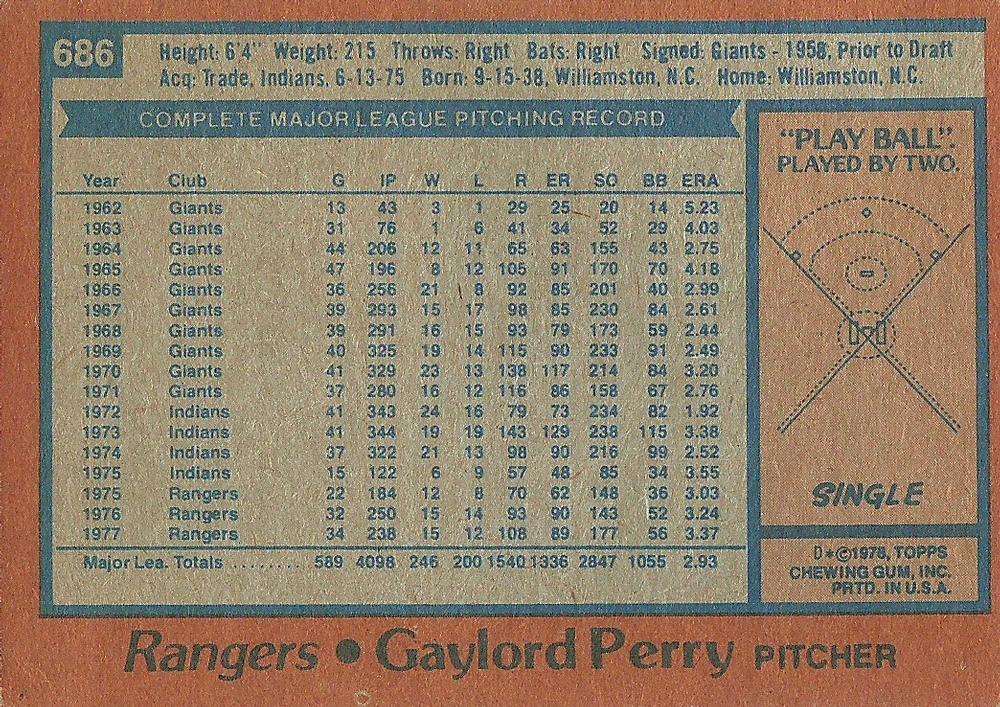 686
Height: 6'4" Weight: 215 Throws: Right Bats: Right Signed: Giants - 1958, Prior to Draft
Acq: Trade, Indians, 6-13-75 Born: 9-15-38, Williamston, N.C. Home: Williamston, N.C.
COMPLETE MAJOR LEAGUE PITCHING RECORD
Year Club G IP W L R ER SO BB ERA
1962 Giants 13 43 3 1 29 25 20 14 5.23
1963 Giants 31 76 1 6 41 34 52 29 4.03
1964 Giants 44 206 12 11 65 63 155 43 2.75
1965 Giants 47 196 8 12 105 91 170 70 4.18
1966 Giants 36 256 21 8 92 85 201 40 2.99
1967 Giants 39 293 15 17 98 85 230 84 2.61
1968 Giants 39 291 16 15 93 79 173 59 2.44
1969 Giants 40 325 19 14 115 90 233 91 2.49
1970 Giants 41 329 23 13 138 117 214 84 3.20
1971 Giants 37 280 16 12 116 86 158 67 2.76
1972 Indians 41 343 24 16 79 73 234 82 1.92
1973 Indians 41 344 19 19 143 129 238 115 3.38
1974 Indians 37 322 21 13 98 90 216 99 2.52
1975 Indians 15 122 6 9 57 48 85 34 3.55
1975 Rangers 22 184 12 8 70 62 148 36 3.03
1976 Rangers 32 250 15 14 93 90 143 52 3.24
1977 Rangers 34 238 15 12 108 89 177 56 3.37
Major Lea. Totals ......... 589 4098 246 200 1540 1336 2847 1055 2.93
"PLAY BALL".
PLAYED BY TWO.
SINGLE
D*©1978, TOPPS
CHEWING GUM, INC.
PRTD. IN U.S.A.
Rangers • Gaylord Perry PITCHER